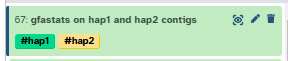 67: gfastats on hap1 and hap2 contigs
#hap1 #hap2